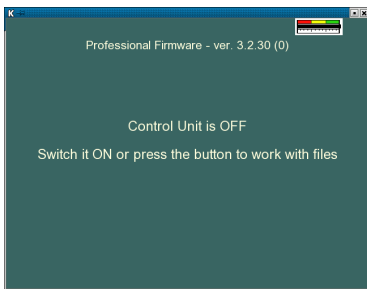 K
Professional Firmware - ver. 3.2.30 (0)
Control Unit is OFF
Switch it ON or press the button to work with files